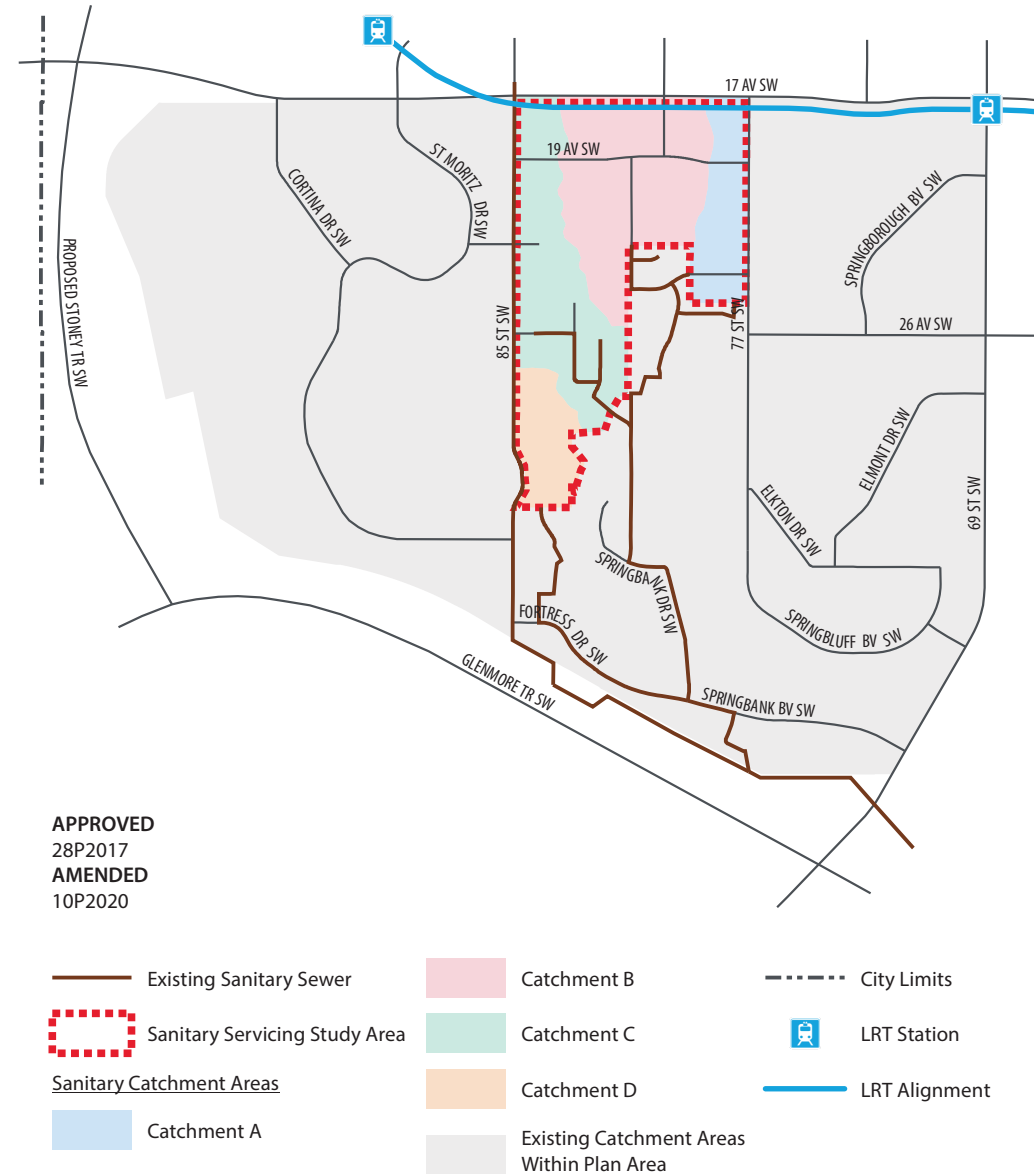 17 AV SW
19 AV SW
ST MORITZ DR SW
CORTINA DR SW
SPRINGBOROUGH BV SW
PROPOSED STONEY TR SW
85 ST SW
77 ST SW
26 AV SW
ELMONT DR SW
ELKTON DR SW
69 ST SW
SPRINGBANK DR SW
FORTRESS DR SW
SPRINGBLUFF BV SW
GLENMORE TR SW
SPRINGBANK BV SW
APPROVED
28P2017
AMENDED
10P2020
Existing Sanitary Sewer
Sanitary Servicing Study Area
Sanitary Catchment Areas
Catchment A
Catchment B
Catchment C
Catchment D
Existing Catchment Areas
Within Plan Area
City Limits
LRT Station
LRT Alignment